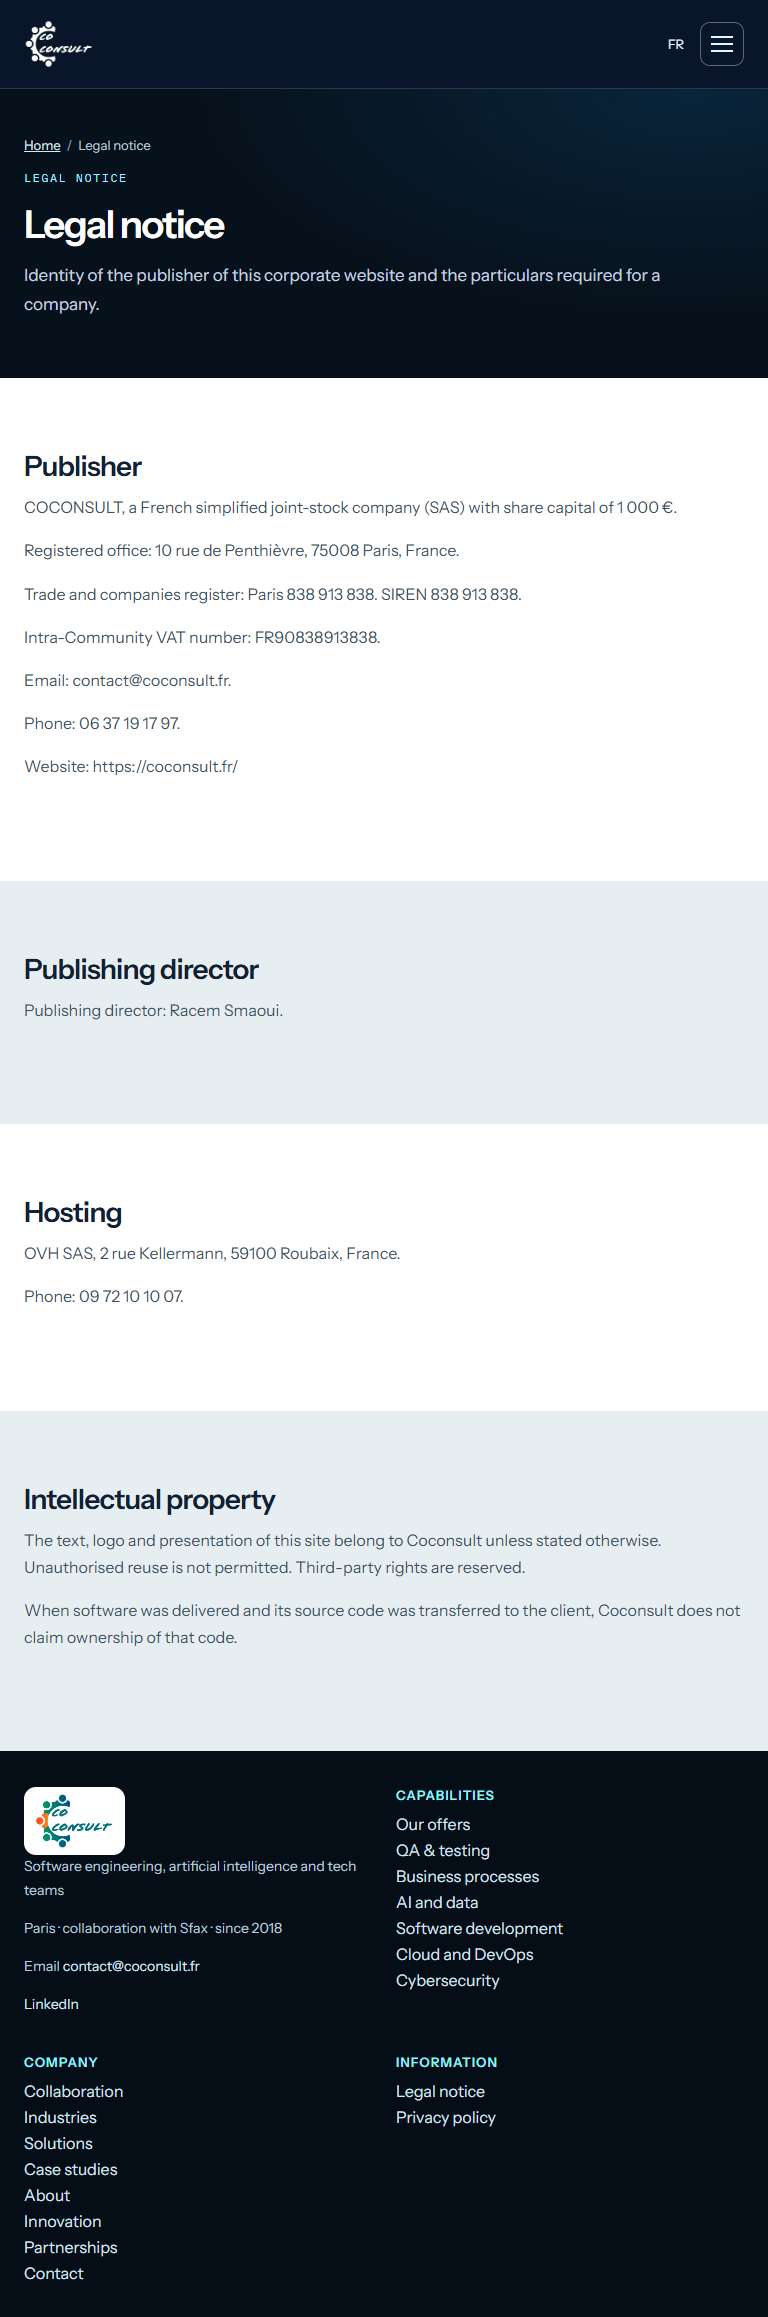 CO
CONSULT
FR
Home / Legal notice
LEGAL NOTICE
Legal notice
Identity of the publisher of this corporate website and the particulars required for a
company.
Publisher
COCONSULT, a French simplified joint-stock company (SAS) with share capital of 1 000 €.
Registered office: 10 rue de Penthièvre, 75008 Paris, France.
Trade and companies register: Paris 838 913 838. SIREN 838 913 838.
Intra-Community VAT number: FR90838913838.
Email: contact@coconsult.fr.
Phone: 06 37 19 17 97.
Website: https://coconsult.fr/
Publishing director
Publishing director: Racem Smaoui.
Hosting
OVH SAS, 2 rue Kellermann, 59100 Roubaix, France.
Phone: 09 72 10 10 07.
Intellectual property
The text, logo and presentation of this site belong to Coconsult unless stated otherwise.
Unauthorised reuse is not permitted. Third-party rights are reserved.
When software was delivered and its source code was transferred to the client, Coconsult does not
claim ownership of that code.
CO
CONSULT
Software engineering, artificial intelligence and tech
teams
Paris · collaboration with Sfax · since 2018
Email contact@coconsult.fr
LinkedIn
CAPABILITIES
Our offers
QA & testing
Business processes
AI and data
Software development
Cloud and DevOps
Cybersecurity
COMPANY
Collaboration
Industries
Solutions
Case studies
About
Innovation
Partnerships
Contact
INFORMATION
Legal notice
Privacy policy